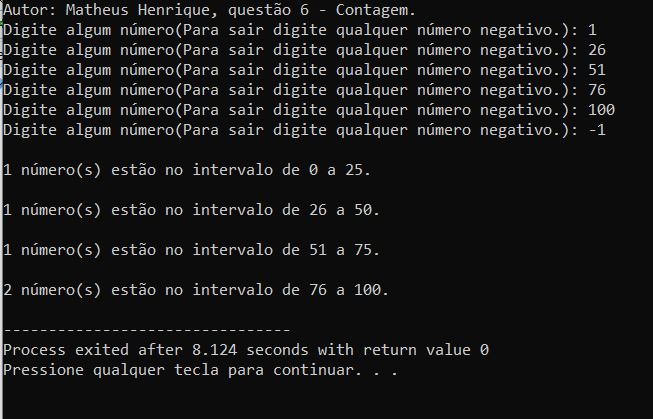 Autor: Matheus Henrique, questão 6 - Contagem.
Digite algum número(Para sair digite qualquer número negativo.): 1
Digite algum número(Para sair digite qualquer número negativo.): 26
Digite algum número(Para sair digite qualquer número negativo.): 51
Digite algum número(Para sair digite qualquer número negativo.): 76
Digite algum número(Para sair digite qualquer número negativo.): 100
Digite algum número(Para sair digite qualquer número negativo.): -1
1 número(s) estão no intervalo de 0 a 25.
1 número(s) estão no intervalo de 26 a 50.
1 número(s) estão no intervalo de 51 a 75.
2 número(s) estão no intervalo de 76 a 100.
--------------------------------
Process exited after 8.124 seconds with return value 0
Pressione qualquer tecla para continuar. . .